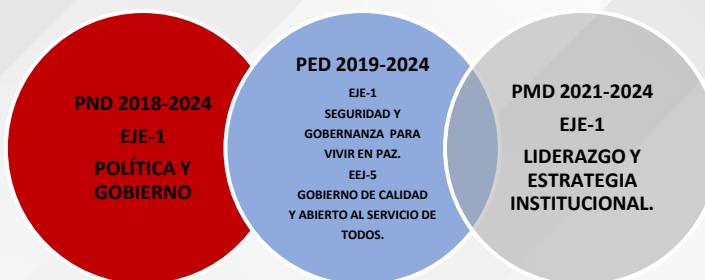 PND 2018-2024
EJE-1
POLÍTICA Y
GOBIERNO
PED 2019-2024
EJE-1
SEGURIDAD Y
GOBERNANZA PARA
VIVIR EN PAZ.
EEJ-5
GOBIERNO DE CALIDAD
Y ABIERTO AL SERVICIO DE
TODOS.
PMD 2021-2024
EJE-1
LIDERAZGO Y
ESTRATEGIA
INSTITUCIONAL.